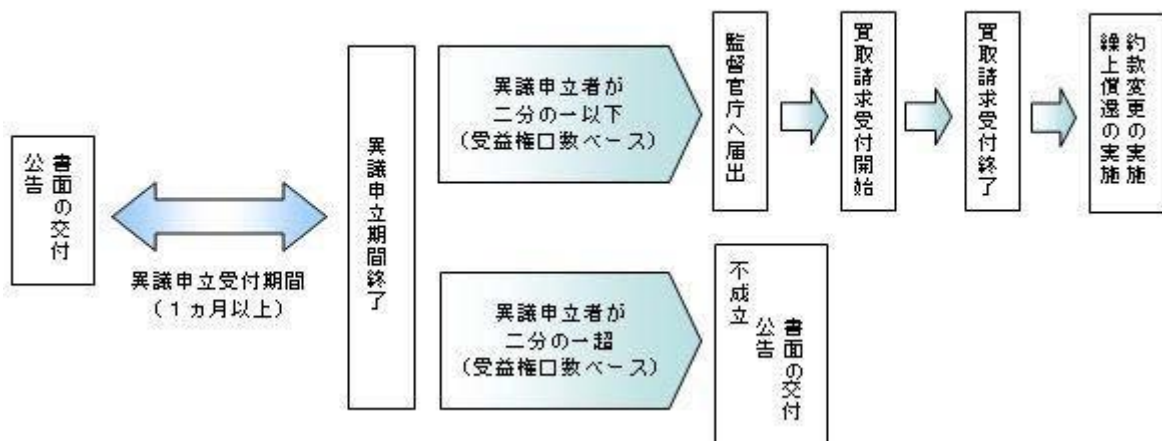 書面の交付
公告
異議申立受付期間
(1ヵ月以上)
異議申立期間終了
異議申立者が
二分の一以下
(受益権口数ベース)
監督官庁へ届出
買取請求受付開始
買取請求受付終了
約款変更の実施
繰上償還の実施
異議申立者が
二分の一超
(受益権口数ベース)
不成立
書面の交付
公告